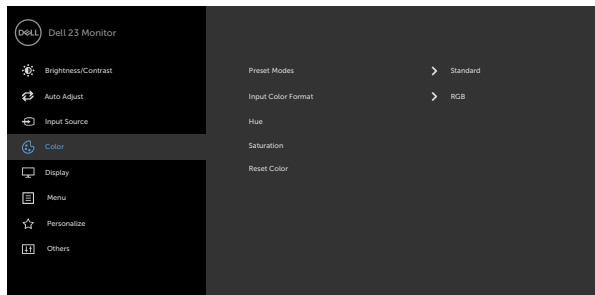 DELL Dell 23 Monitor
Brightness/Contrast Preset Modes Standard
Auto Adjust Input Color Format RGB
Input Source Hue
Color Saturation
Display Reset Color
Menu
Personalize
Others